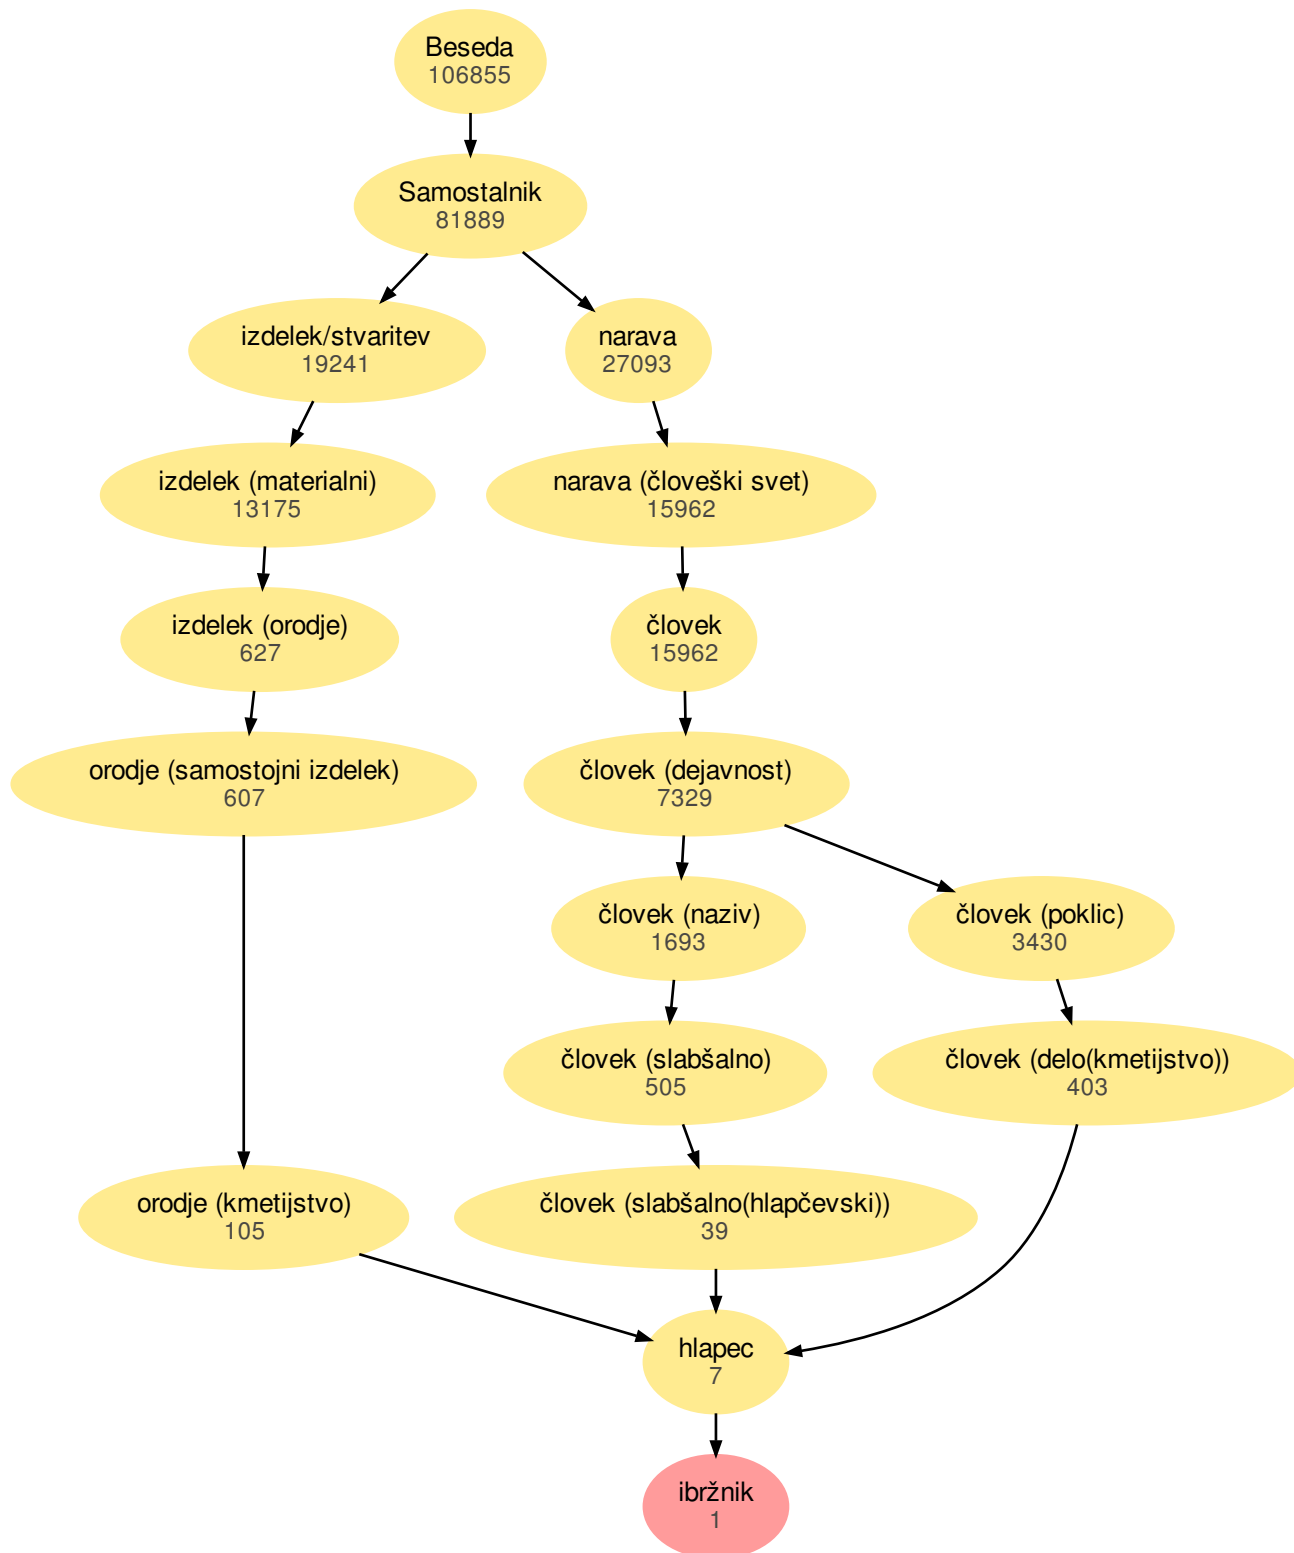 Beseda
106855
Samostalnik
81889
izdelek/stvaritev
19241
narava
27093
izdelek (materialni)
13175
narava (človeški svet)
15962
izdelek (orodje)
627
človek
15962
orodje (samostojni izdelek)
607
človek (dejavnost)
7329
človek (naziv)
1693
človek (poklic)
3430
človek (slabšalno)
505
človek (delo(kmetijstvo))
403
orodje (kmetijstvo)
105
človek (slabšalno(hlapčevski))
39
hlapec
7
ibržnik
1